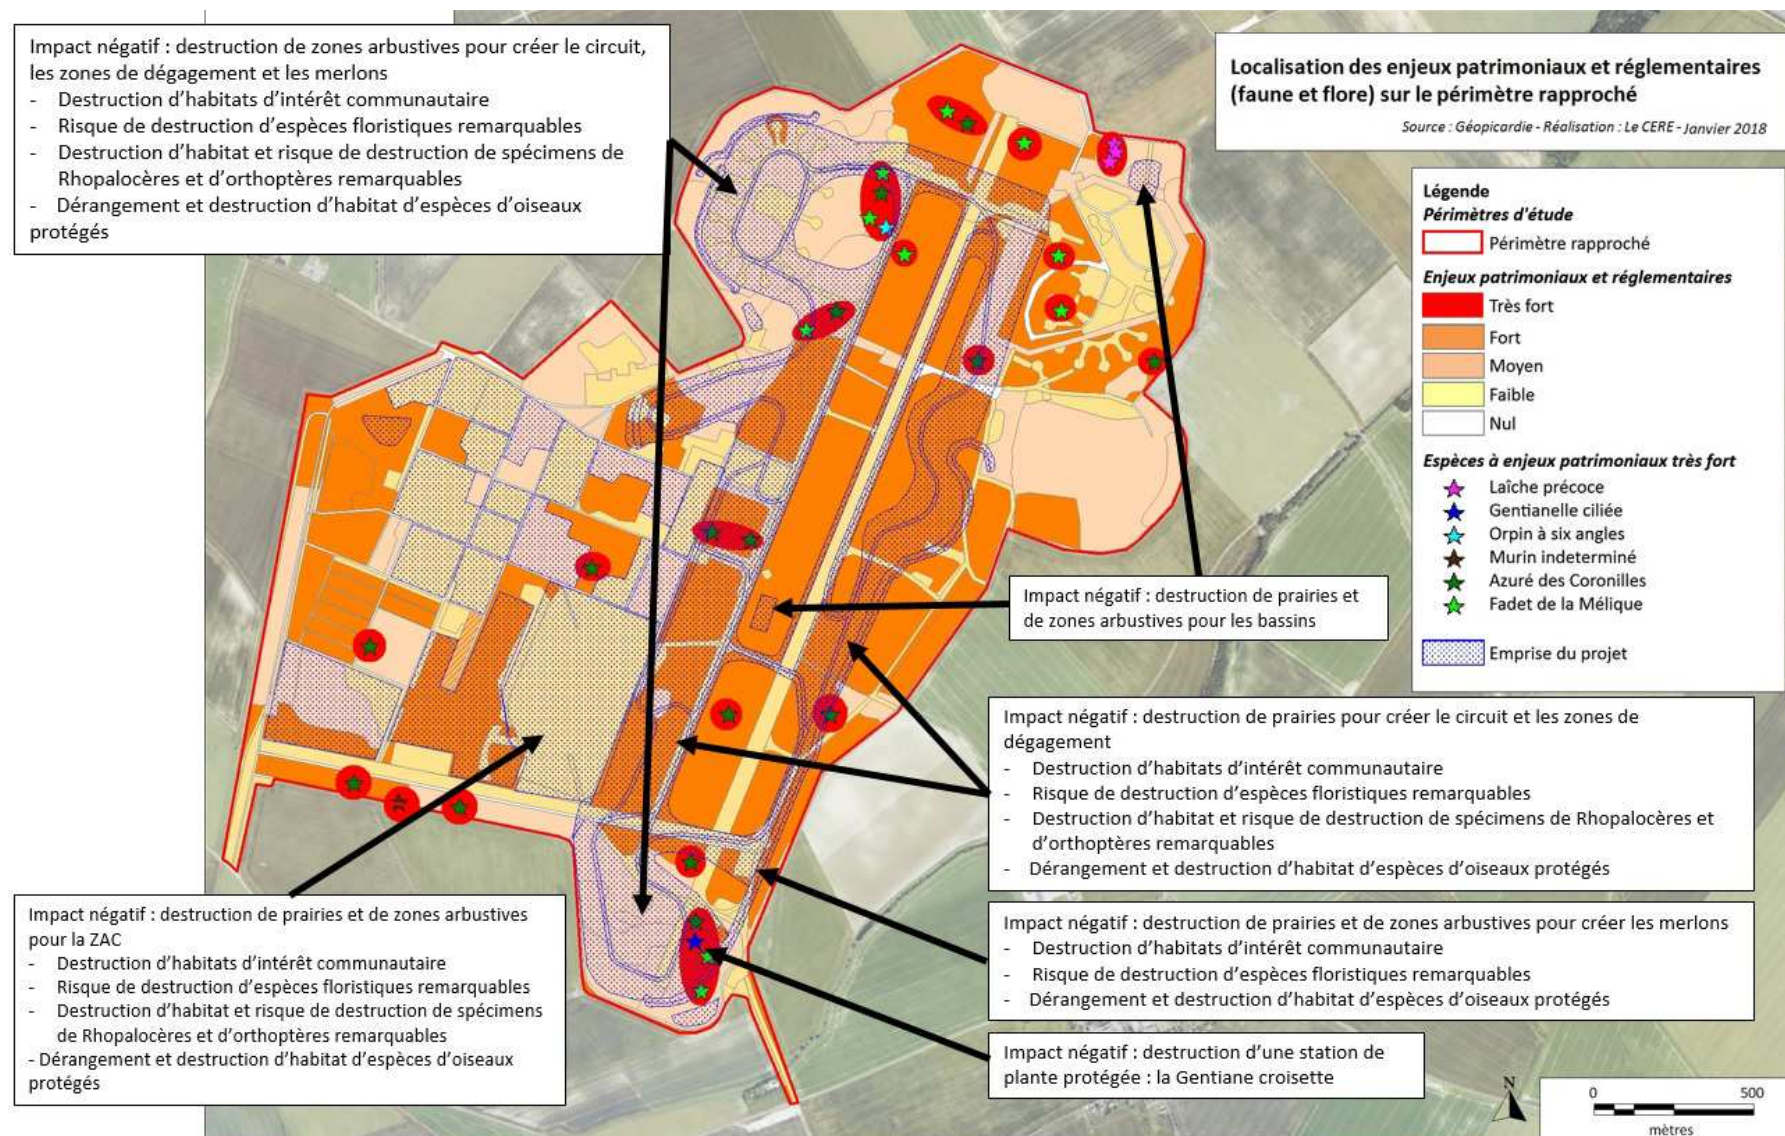 Impact négatif : destruction de zones arbustives pour créer le circuit,
les zones de dégagement et les merlons
- Destruction d'habitats d'intérêt communautaire
- Risque de destruction d'espèces floristiques remarquables
- Destruction d'habitat et risque de destruction de spécimens de
Rhopalocères et d'orthoptères remarquables
- Dérangement et destruction d'habitat d'espèces d'oiseaux
protégés
Localisation des enjeux patrimoniaux et réglementaires
(faune et flore) sur le périmètre rapproché
Source : Géopicardie - Réalisation : Le CERE - Janvier 2018
Légende
Périmètres d'étude
Périmètre rapproché
Enjeux patrimoniaux et réglementaires
Très fort
Fort
Moyen
Faible
Nul
Espèces à enjeux patrimoniaux très fort
Laîche précoce
Gentianelle ciliée
Orpin à six angles
Murin indeterminé
Azuré des Coronilles
Fadet de la Mélique
Emprise du projet
Impact négatif : destruction de prairies et
de zones arbustives pour les bassins
Impact négatif : destruction de prairies pour créer le circuit et les zones de
dégagement
- Destruction d'habitats d'intérêt communautaire
- Risque de destruction d'espèces floristiques remarquables
- Destruction d'habitat et risque de destruction de spécimens de Rhopalocères et
d'orthoptères remarquables
- Dérangement et destruction d'habitat d'espèces d'oiseaux protégés
Impact négatif : destruction de prairies et de zones arbustives
pour la ZAC
- Destruction d'habitats d'intérêt communautaire
- Risque de destruction d'espèces floristiques remarquables
- Destruction d'habitat et risque de destruction de spécimens
de Rhopalocères et d'orthoptères remarquables
- Dérangement et destruction d'habitat d'espèces d'oiseaux
protégés
Impact négatif : destruction de prairies et de zones arbustives pour créer les merlons
- Destruction d'habitats d'intérêt communautaire
- Risque de destruction d'espèces floristiques remarquables
- Dérangement et destruction d'habitat d'espèces d'oiseaux protégés
Impact négatif : destruction d'une station de
plante protégée : la Gentiane croisette
N
0 500
mètres